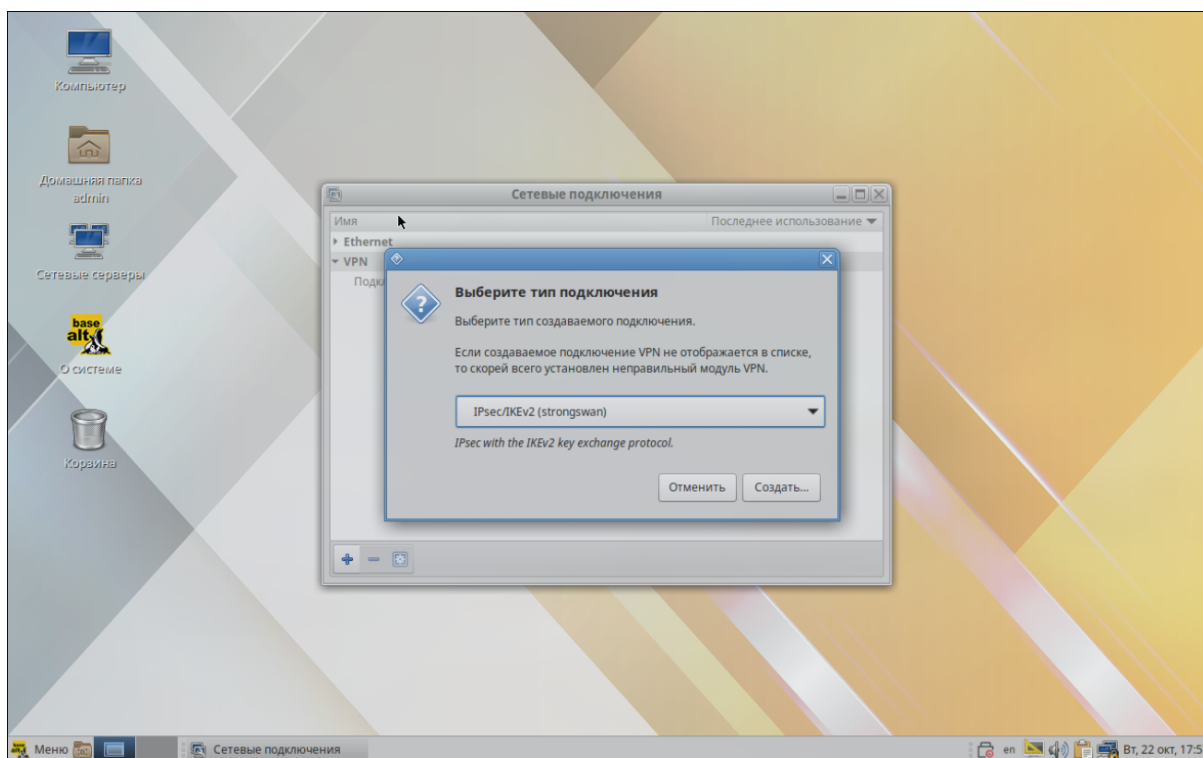 Компьютер
Домашняя папка
admin
Сетевые серверы
base
alt
О системе
Корзина
Сетевые подключения
Имя
Последнее использование
Ethernet
VPN
Подк
Выберите тип подключения
Выберите тип создаваемого подключения.
Если создаваемое подключение VPN не отображается в списке,
то скорей всего установлен неправильный модуль VPN.
IPsec/IKEv2 (strongswan)
IPsec with the IKEv2 key exchange protocol.
Отменить
Создать...
Меню
Сетевые подключения
en
Вт, 22 окт, 17:5